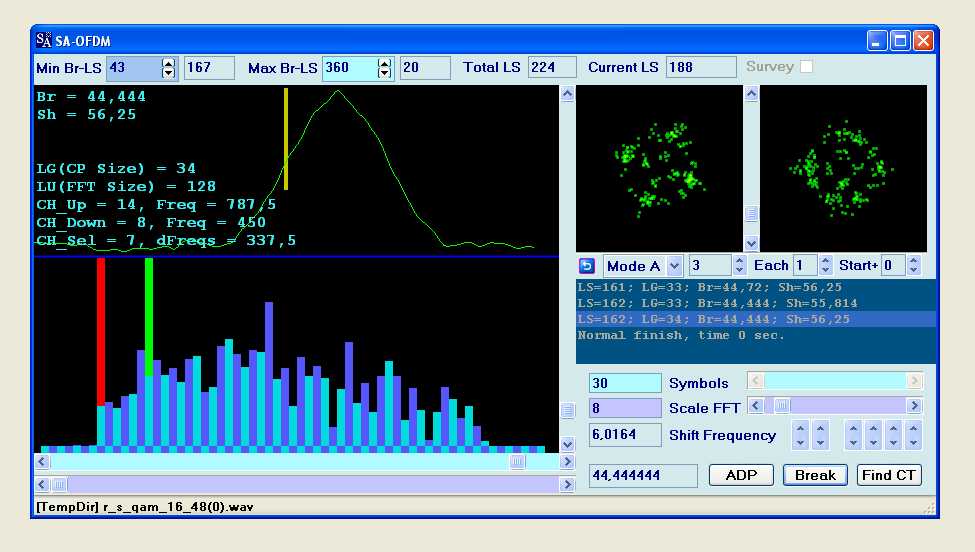 SA SA-OFDM
Min Br-LS 43 167 Max Br-LS 360 20 Total LS 224 Current LS 188 Survey
Br = 44,444
Sh = 56,25
LG(CP Size) = 34
LU(FFT Size) = 128
CH_Up = 14, Freq = 787,5
CH_Down = 8, Freq = 450
CH_Sel = 7, dFreqs = 337,5
Mode A 3 Each 1 Start+ 0
LS=161; LG=33; Br=44,72; Sh=56,25
LS=162; LG=33; Br=44,444; Sh=55,814
LS=162; LG=34; Br=44,444; Sh=56,25
Normal finish, time 0 sec.
30 Symbols
8 Scale FFT
6,0164 Shift Frequency
44,444444 ADP Break Find CT
[TempDir] r_s_qam_16_48(0).wav